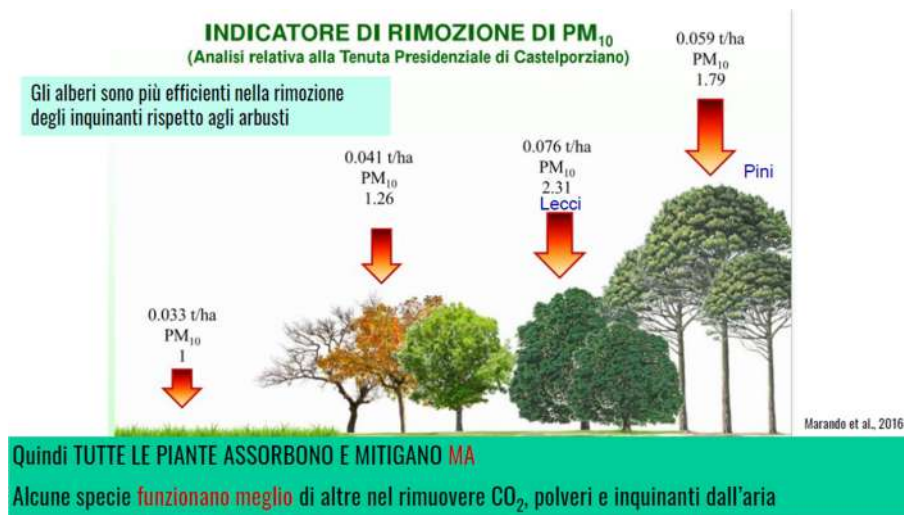 INDICATORE DI RIMOZIONE DI PM₁₀
(Analisi relativa alla Tenuta Presidenziale di Castelporziano)
Gli alberi sono più efficienti nella rimozione
degli inquinanti rispetto agli arbusti
0.033 t/ha
PM₁₀
1
0.041 t/ha
PM₁₀
1.26
0.076 t/ha
PM₁₀
2.31
Lecci
0.059 t/ha
PM₁₀
1.79
Pini
Marando et al., 2016
Quindi TUTTE LE PIANTE ASSORBONO E MITIGANO MA
Alcune specie funzionano meglio di altre nel rimuovere CO₂, polveri e inquinanti dall'aria